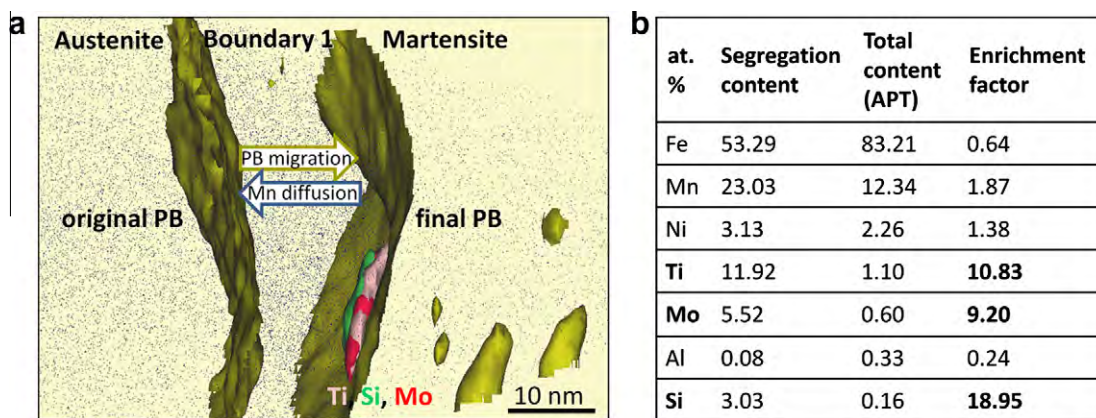 a
Austenite Boundary 1 Martensite
PB migration
Mn diffusion
original PB final PB
Ti, Si, Mo
10 nm
b
at. % Segregation content Total content (APT) Enrichment factor
Fe 53.29 83.21 0.64
Mn 23.03 12.34 1.87
Ni 3.13 2.26 1.38
Ti 11.92 1.10 10.83
Mo 5.52 0.60 9.20
Al 0.08 0.33 0.24
Si 3.03 0.16 18.95